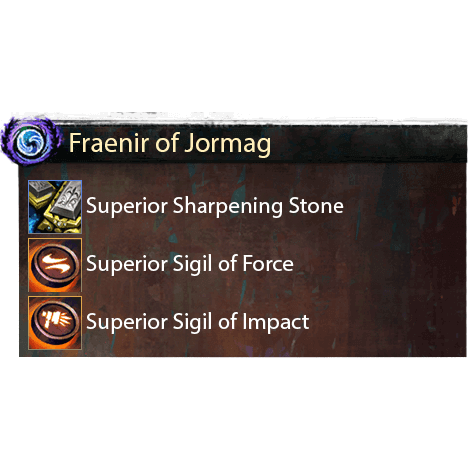 Fraenir of Jormag
Superior Sharpening Stone
Superior Sigil of Force
Superior Sigil of Impact